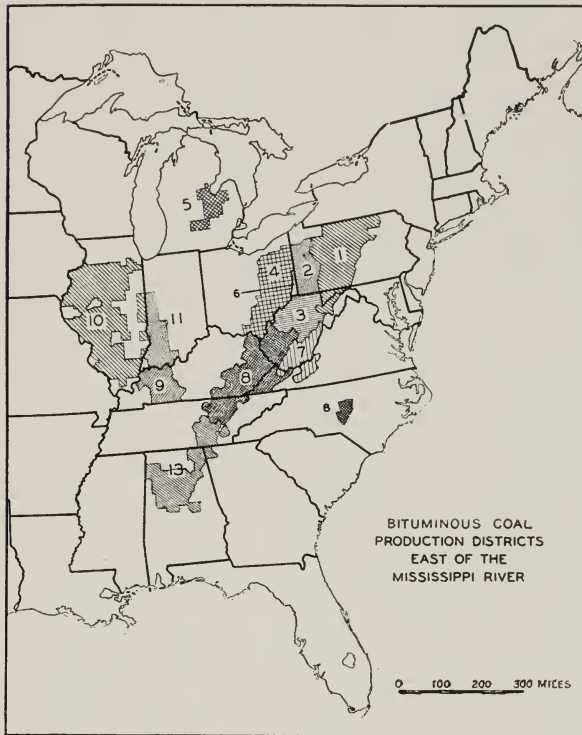 5
1
4
2
6
3
10
11
7
8
9
8
13
BITUMINOUS COAL
PRODUCTION DISTRICTS
EAST OF THE
MISSISSIPPI RIVER
0 100 200 300 MILES